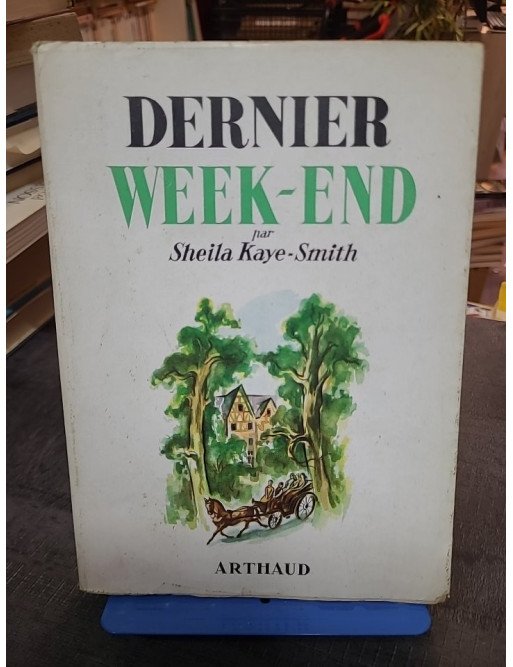 DERNIER
WEEK-END
par
Sheila Kaye-Smith
ARTHAUD